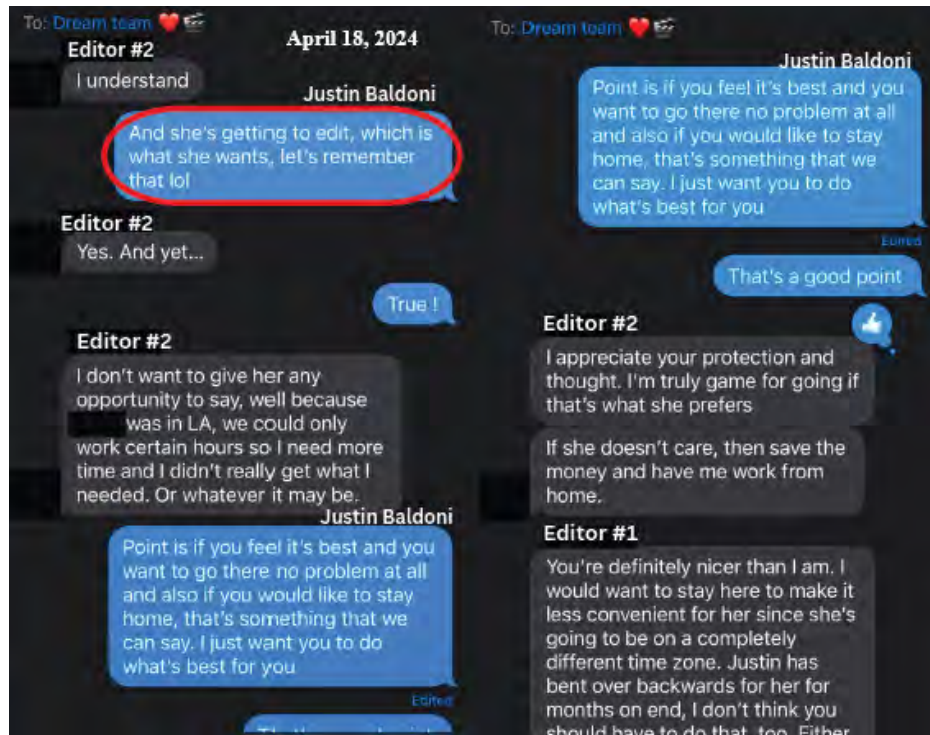 To: Dream team ❤️🎬
April 18, 2024
Editor #2
I understand
Justin Baldoni
And she's getting to edit, which is
what she wants, let's remember
that lol
Editor #2
Yes. And yet...
True !
Editor #2
I don't want to give her any
opportunity to say, well because
was in LA, we could only
work certain hours so I need more
time and I didn't really get what I
needed. Or whatever it may be.
Justin Baldoni
Point is if you feel it's best and you
want to go there no problem at all
and also if you would like to stay
home, that's something that we
can say. I just want you to do
what's best for you
Edited
To: Dream team ❤️🎬
Justin Baldoni
Point is if you feel it's best and you
want to go there no problem at all
and also if you would like to stay
home, that's something that we
can say. I just want you to do
what's best for you
Edited
That's a good point
Editor #2
I appreciate your protection and
thought. I'm truly game for going if
that's what she prefers
If she doesn't care, then save the
money and have me work from
home.
Editor #1
You're definitely nicer than I am. I
would want to stay here to make it
less convenient for her since she's
going to be on a completely
different time zone. Justin has
bent over backwards for her for
months on end, I don't think you
should have to do that, too. Either